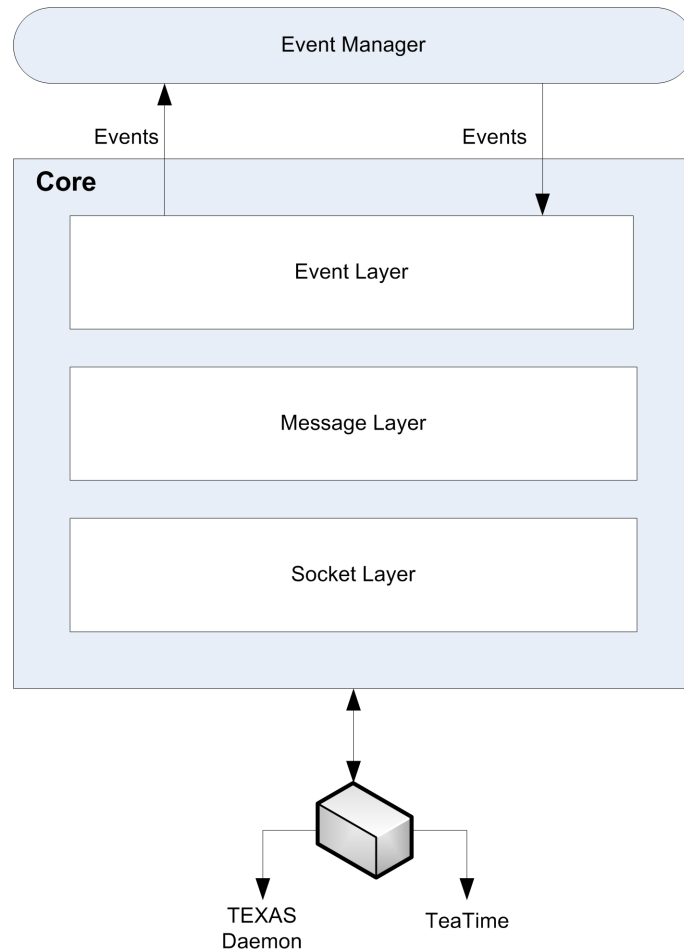 Event Manager
Events
Events
Core
Event Layer
Message Layer
Socket Layer
TEXAS
Daemon
TeaTime